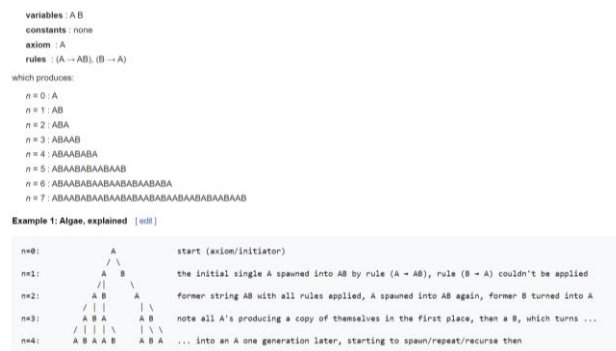 variables : A B
constants : none
axiom : A
rules : (A → AB), (B → A)
which produces:
n = 0 : A
n = 1 : AB
n = 2 : ABA
n = 3 : ABAAB
n = 4 : ABAABABA
n = 5 : ABAABABAABAAB
n = 6 : ABAABABAABAABABAABABA
n = 7 : ABAABABAABAABABAABABAABAABABAABAAB
Example 1: Algae, explained [edit]
n=0: A start (axiom/initiator)
/ \
n=1: A B the initial single A spawned into AB by rule (A → AB), rule (B → A) couldn't be applied
/| \
n=2: A B A former string AB with all rules applied, A spawned into AB again, former B turned into A
/ | | | \
n=3: A B A A B note all A's producing a copy of themselves in the first place, then a B, which turns ...
/ | | | \ | \ \
n=4: A B A A B A B A ... into an A one generation later, starting to spawn/repeat/recurse then